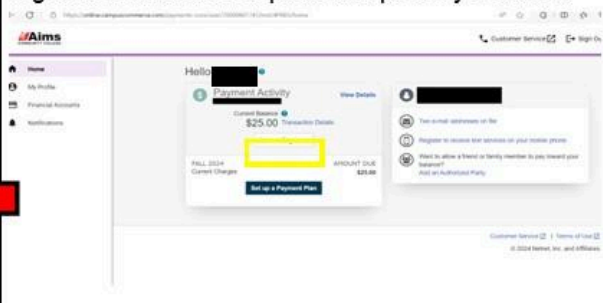 Aims
COMMUNITY COLLEGE
Customer Service
Home
My Profile
Financial Accounts
Notifications
Hello
Payment Activity
View Details
Current Balance
$25.00 Transaction Details
FALL 2024
AMOUNT DUE
Current Charges
$25.00
Set up a Payment Plan
Two e-mail addresses on file
Register to receive text services on your mobile phone
Want to allow a friend or family member to pay toward your
balance?
Add an Authorized Party
Customer Service | Terms of Use
© 2024 Nelnet, Inc. and Affiliates